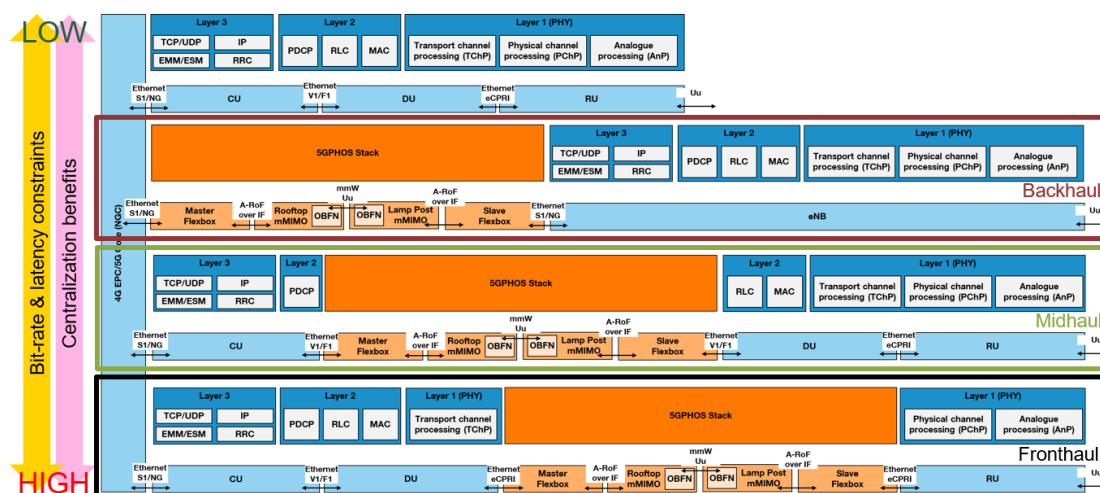 LOW
HIGH
Bit-rate & latency constraints
Centralization benefits
4G EPC/5G Core (NGC)
Layer 3
Layer 2
Layer 1 (PHY)
TCP/UDP
IP
EMM/ESM
RRC
PDCP
RLC
MAC
Transport channel
processing (TChP)
Physical channel
processing (PChP)
Analogue
processing (AnP)
Ethernet
S1/NG
CU
Ethernet
V1/F1
DU
Ethernet
eCPRI
RU
Uu
5GPHOS Stack
Layer 3
Layer 2
Layer 1 (PHY)
TCP/UDP
IP
EMM/ESM
RRC
PDCP
RLC
MAC
Transport channel
processing (TChP)
Physical channel
processing (PChP)
Analogue
processing (AnP)
Backhaul
Ethernet
S1/NG
Master
Flexbox
A-RoF
over IF
Rooftop
mMIMO
OBFN
mmW
Uu
OBFN
Lamp Post
mMIMO
A-RoF
over IF
Slave
Flexbox
Ethernet
S1/NG
eNB
Uu
Layer 3
Layer 2
5GPHOS Stack
Layer 2
Layer 1 (PHY)
TCP/UDP
IP
EMM/ESM
RRC
PDCP
RLC
MAC
Transport channel
processing (TChP)
Physical channel
processing (PChP)
Analogue
processing (AnP)
Midhaul
Ethernet
S1/NG
CU
Ethernet
V1/F1
Master
Flexbox
A-RoF
over IF
Rooftop
mMIMO
OBFN
mmW
Uu
OBFN
Lamp Post
mMIMO
A-RoF
over IF
Slave
Flexbox
Ethernet
V1/F1
DU
Ethernet
eCPRI
RU
Uu
Layer 3
Layer 2
Layer 1 (PHY)
5GPHOS Stack
Layer 1 (PHY)
TCP/UDP
IP
EMM/ESM
RRC
PDCP
RLC
MAC
Transport channel
processing (TChP)
Physical channel
processing (PChP)
Analogue
processing (AnP)
Fronthaul
Ethernet
S1/NG
CU
Ethernet
V1/F1
DU
Ethernet
eCPRI
Master
Flexbox
A-RoF
over IF
Rooftop
mMIMO
OBFN
mmW
Uu
OBFN
Lamp Post
mMIMO
A-RoF
over IF
Slave
Flexbox
Ethernet
eCPRI
RU
Uu